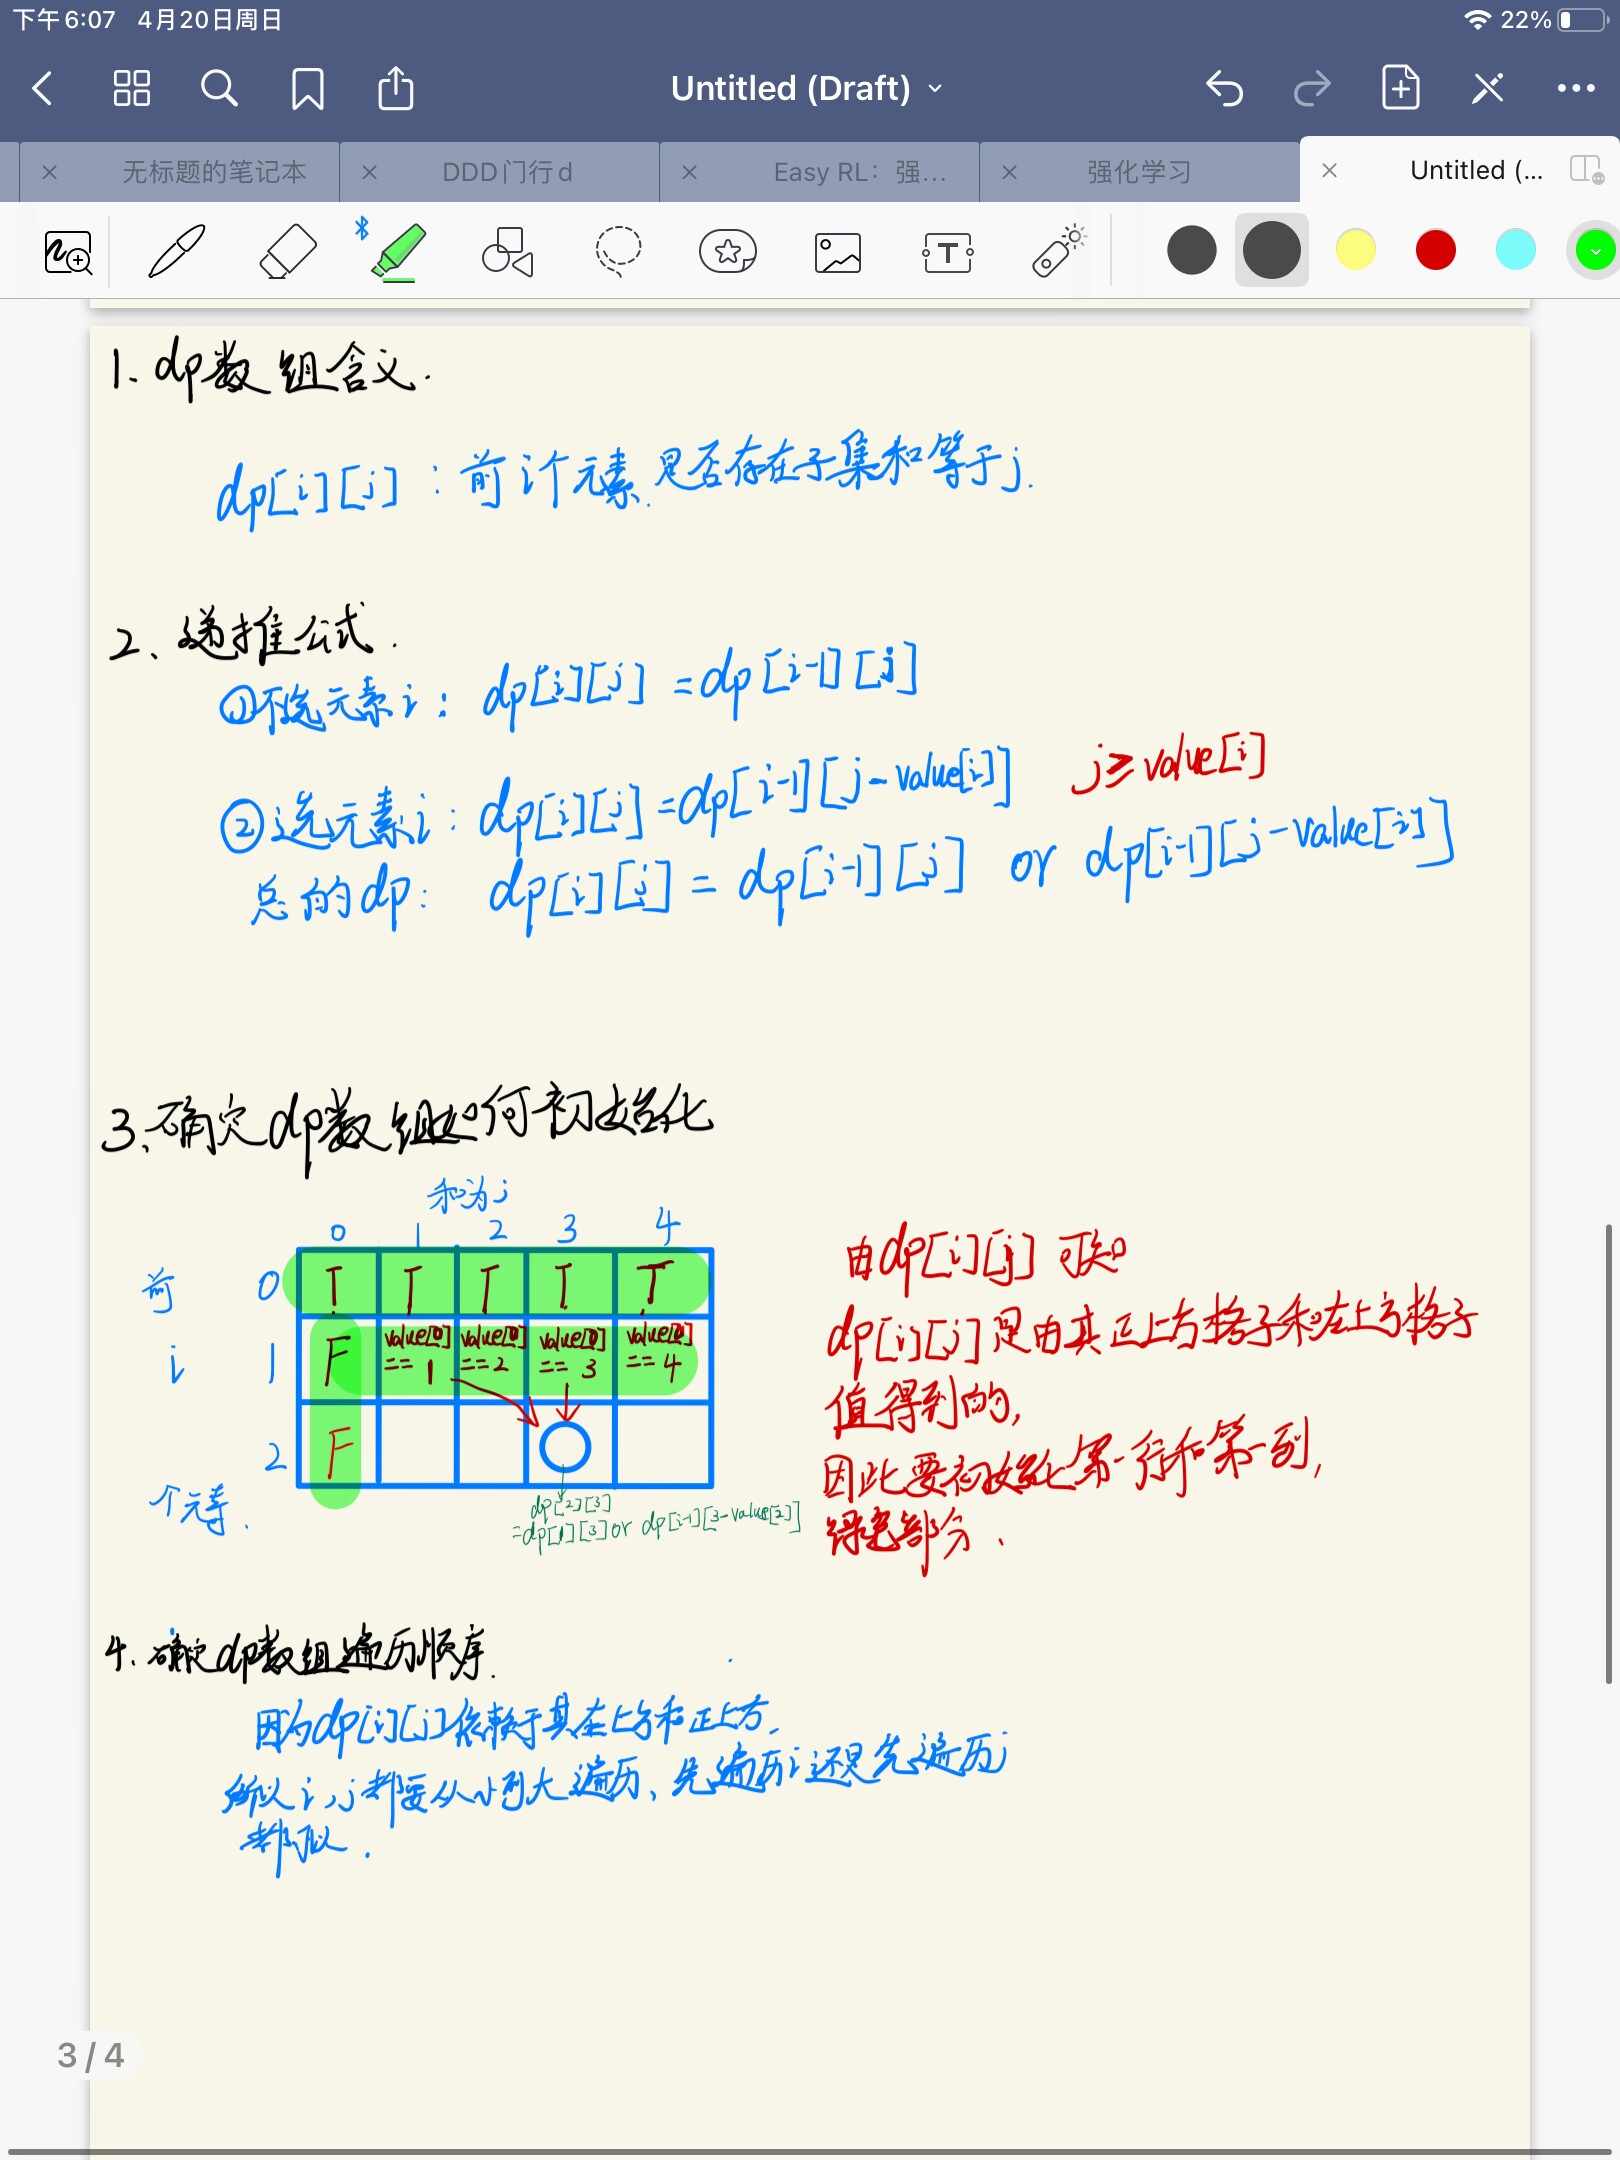 下午6:07 4月20日周日 22%
Untitled (Draft)
无标题的笔记本 DDD门行d Easy RL：强… 强化学习 Untitled (...
T
1. dp数组含义.
dp[i][j]：前i个元素.是否存在子集和等于j.
2、递推公式.
①不选元素i： dp[i][j] =dp[i-1][j]
②选元素i：dp[i][j]=dp[i-1][j-value[i]] j≥value[i]
总的dp： dp[i][j] = dp[i-1][j] or dp[i-1][j-value[i]]
3、确定dp数组如何初始化
和为j
0 1 2 3 4
前 0 T T T T T
i 1 F value[0]==1 value[0]==2 value[0]==3 value[0]==4
2 F
个元素.
dp[2][3]
=dp[1][3] or dp[i-1][3-value[2]]
由dp[i][j]可知
dp[i][j]是由其正上方格子和左上方格子
值得到的,
因此要初始化第一行和第一列,
绿色部分、
4、确定dp数组遍历顺序.
因为dp[i][j]依赖于其左上方和正上方,
所以i,j都要从小到大遍历、先遍历i还是先遍历j
都可以.
3 / 4